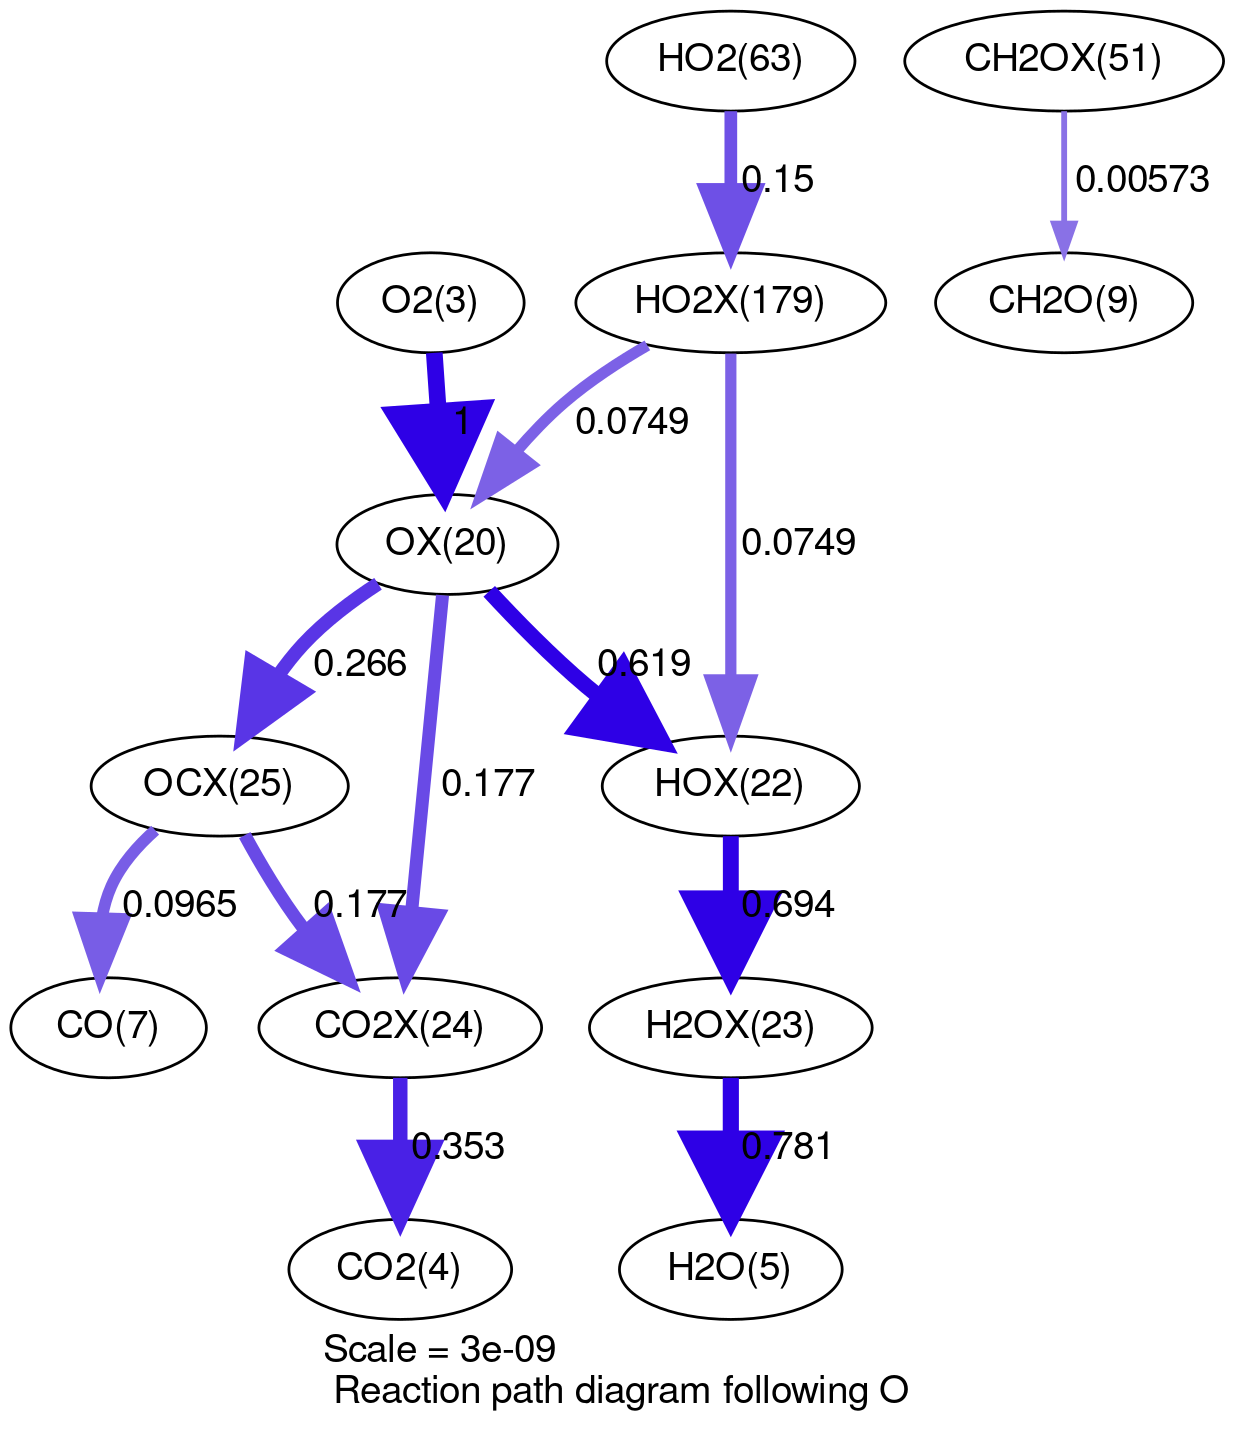 HO2(63)
CH2OX(51)
0.15
0.00573
O2(3)
HO2X(179)
CH2O(9)
1
0.0749
OX(20)
0.0749
0.266
0.619
0.177
OCX(25)
HOX(22)
0.0965
0.177
0.694
CO(7)
CO2X(24)
H2OX(23)
0.353
0.781
CO2(4)
H2O(5)
Scale = 3e-09
Reaction path diagram following O